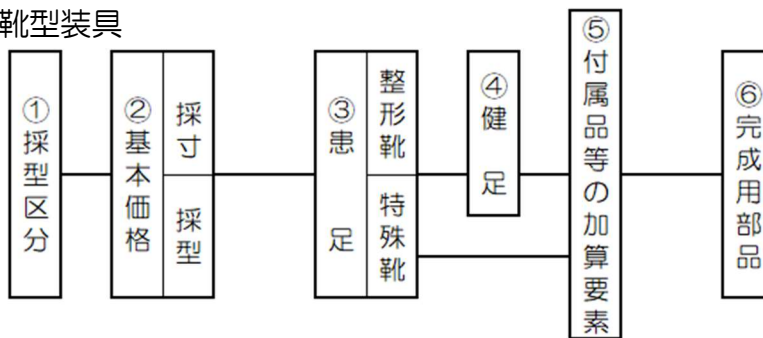 靴型装具
①採型区分
②基本価格
採寸
採型
③患足
整形靴
特殊靴
④健足
⑤付属品等の加算要素
⑥完成用部品